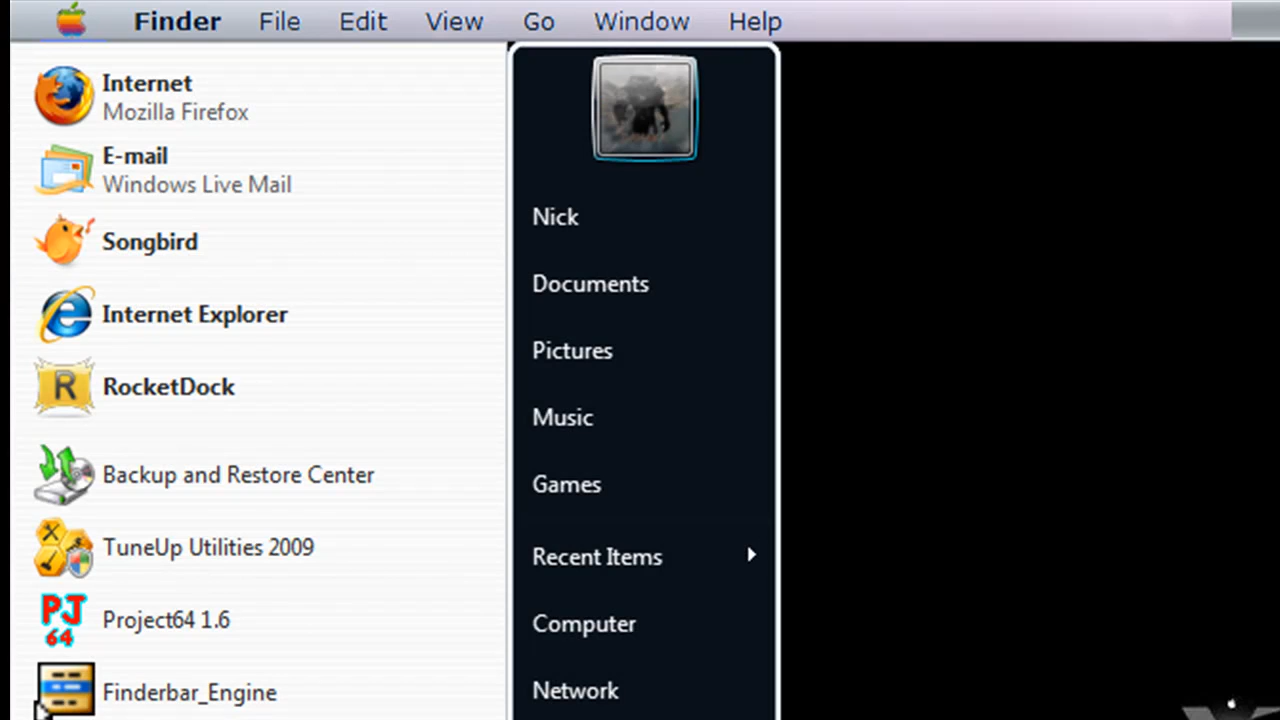 Finder File Edit View Go Window Help
Internet
Mozilla Firefox
E-mail
Windows Live Mail
Songbird
Internet Explorer
R
RocketDock
Backup and Restore Center
TuneUp Utilities 2009
PJ
64
Project64 1.6
Finderbar_Engine
Nick
Documents
Pictures
Music
Games
Recent Items
Computer
Network